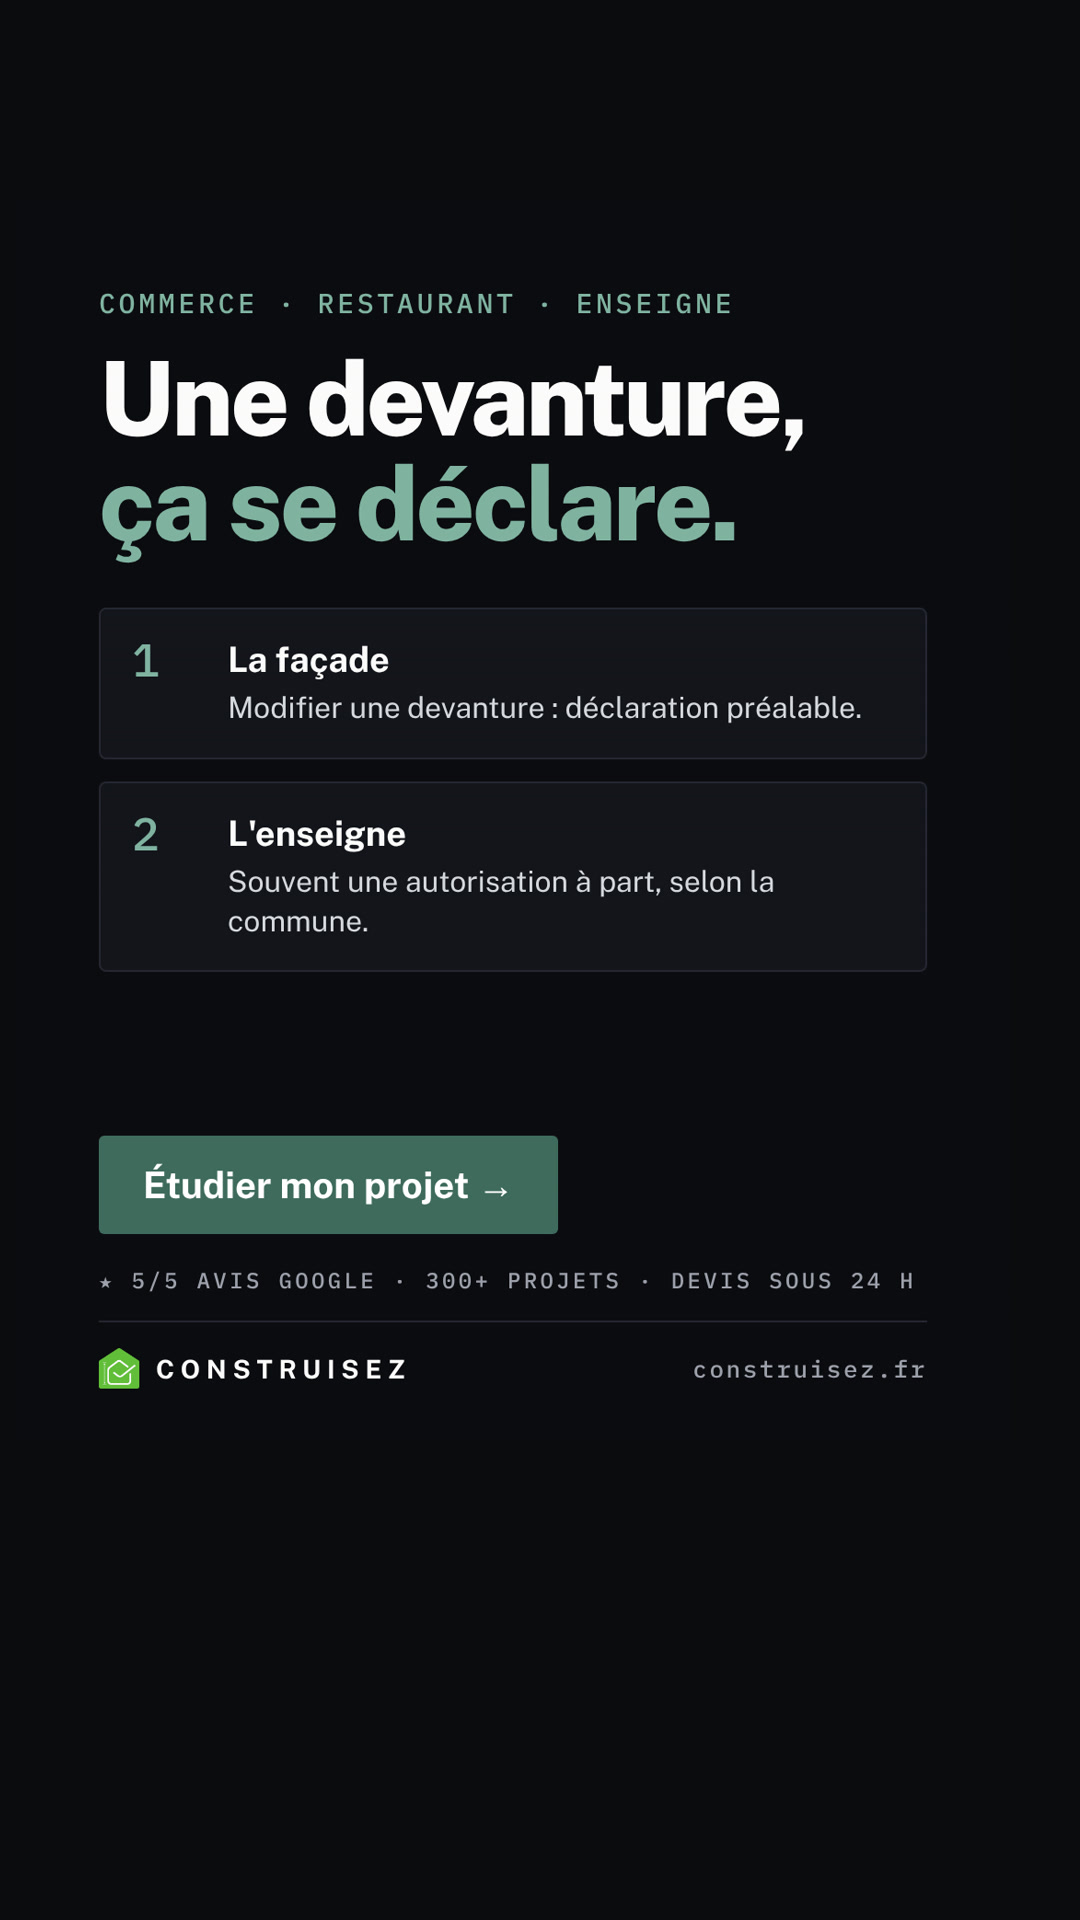 COMMERCE · RESTAURANT · ENSEIGNE
Une devanture,
ça se déclare.
1
La façade
Modifier une devanture : déclaration préalable.
2
L'enseigne
Souvent une autorisation à part, selon la
commune.
Étudier mon projet →
★ 5/5 AVIS GOOGLE · 300+ PROJETS · DEVIS SOUS 24 H
CONSTRUISEZ
construisez.fr